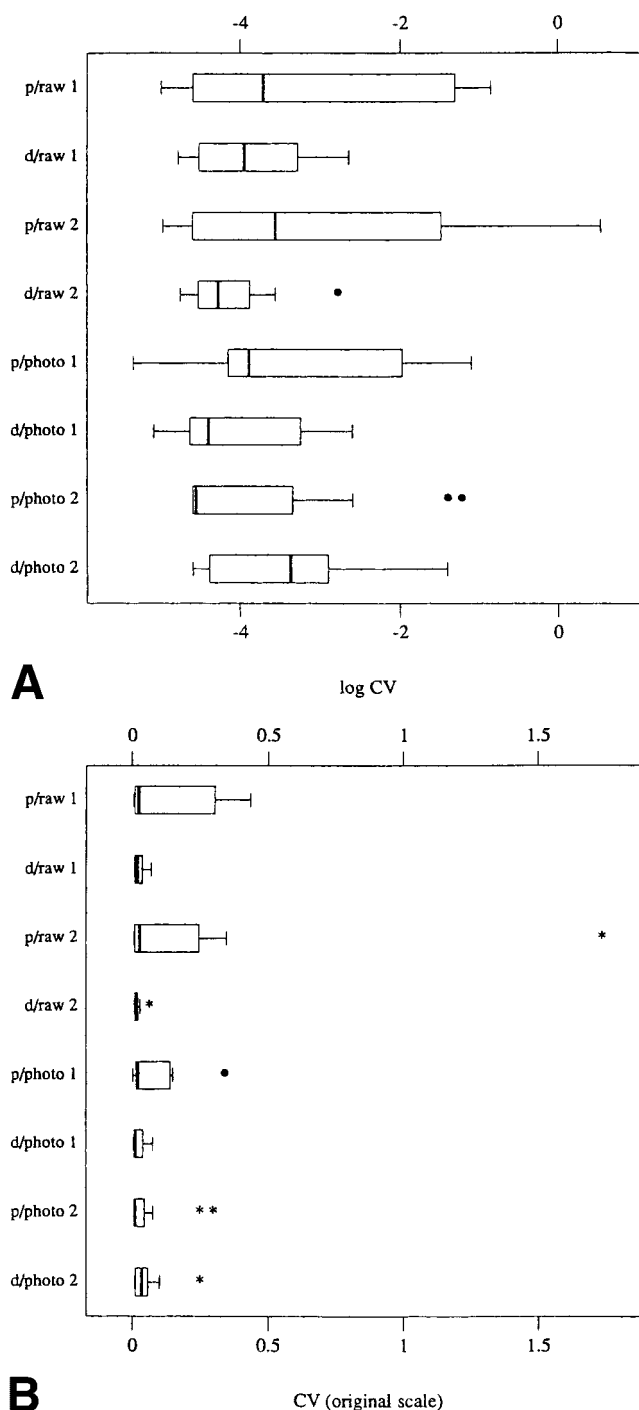 -4 -2 0
p/raw 1
d/raw 1
p/raw 2
d/raw 2
p/photo 1
d/photo 1
p/photo 2
d/photo 2
-4 -2 0
A
log CV
0 0.5 1 1.5
p/raw 1
d/raw 1
p/raw 2
d/raw 2
p/photo 1
d/photo 1
p/photo 2
d/photo 2
0 0.5 1 1.5
B
CV (original scale)